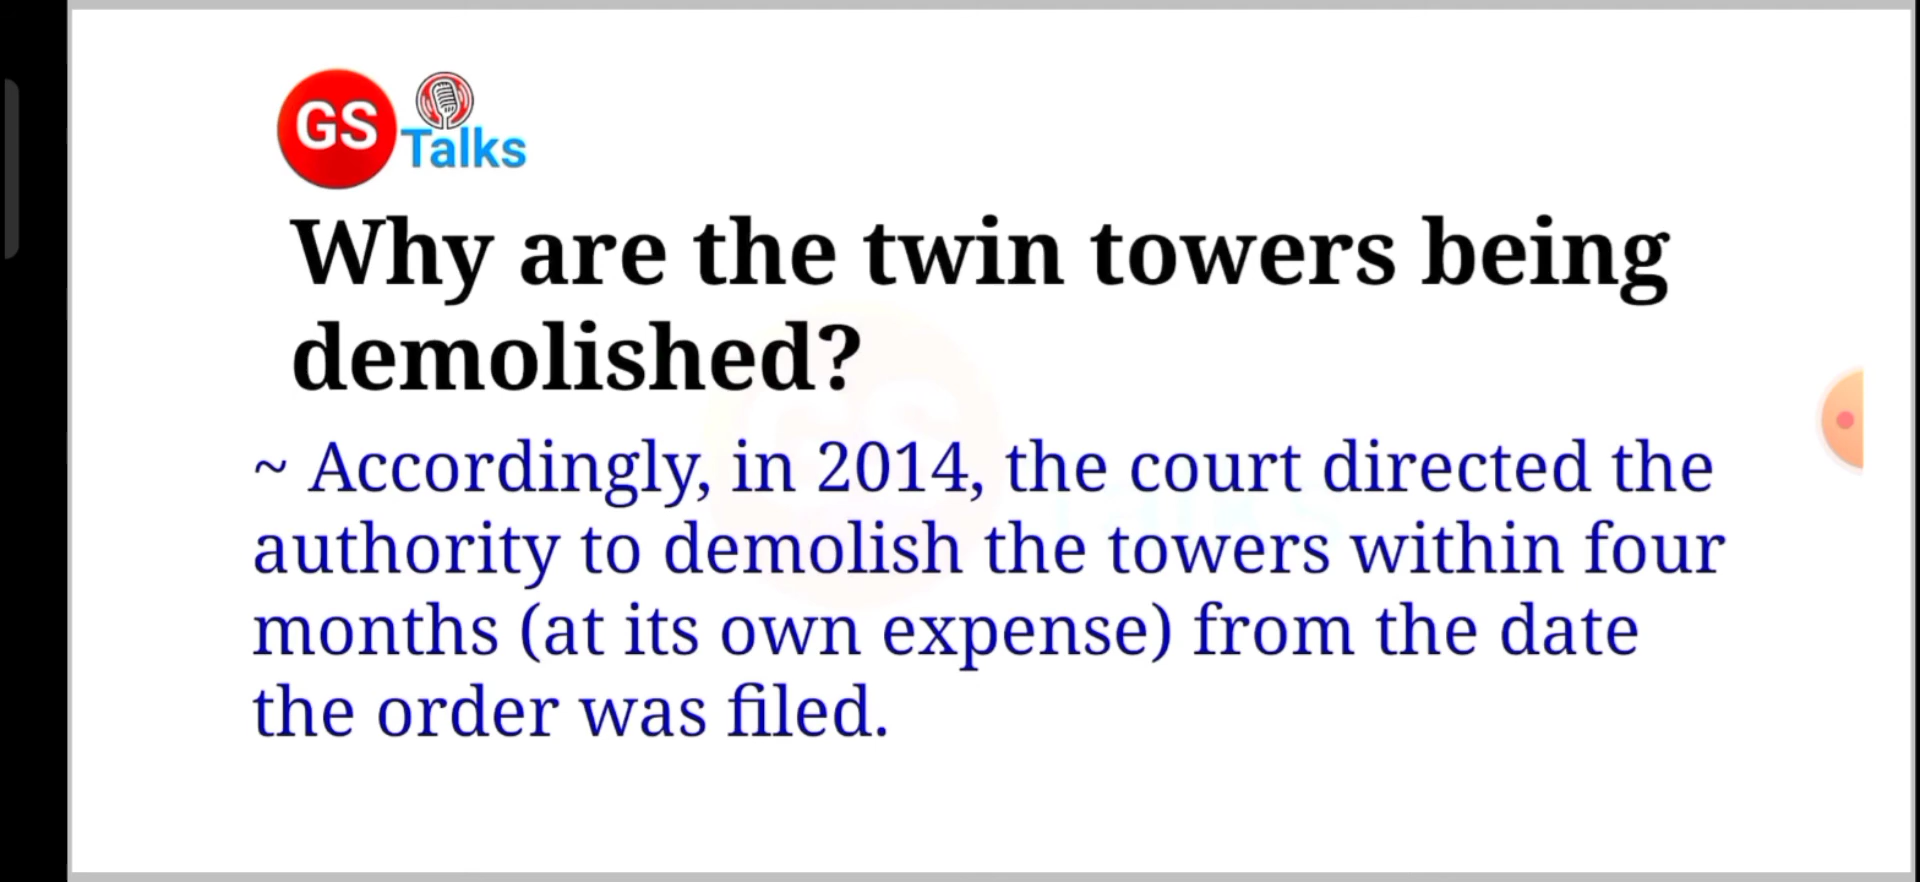 GS
Talks
Why are the twin towers being
demolished?
~ Accordingly, in 2014, the court directed the
authority to demolish the towers within four
months (at its own expense) from the date
the order was filed.